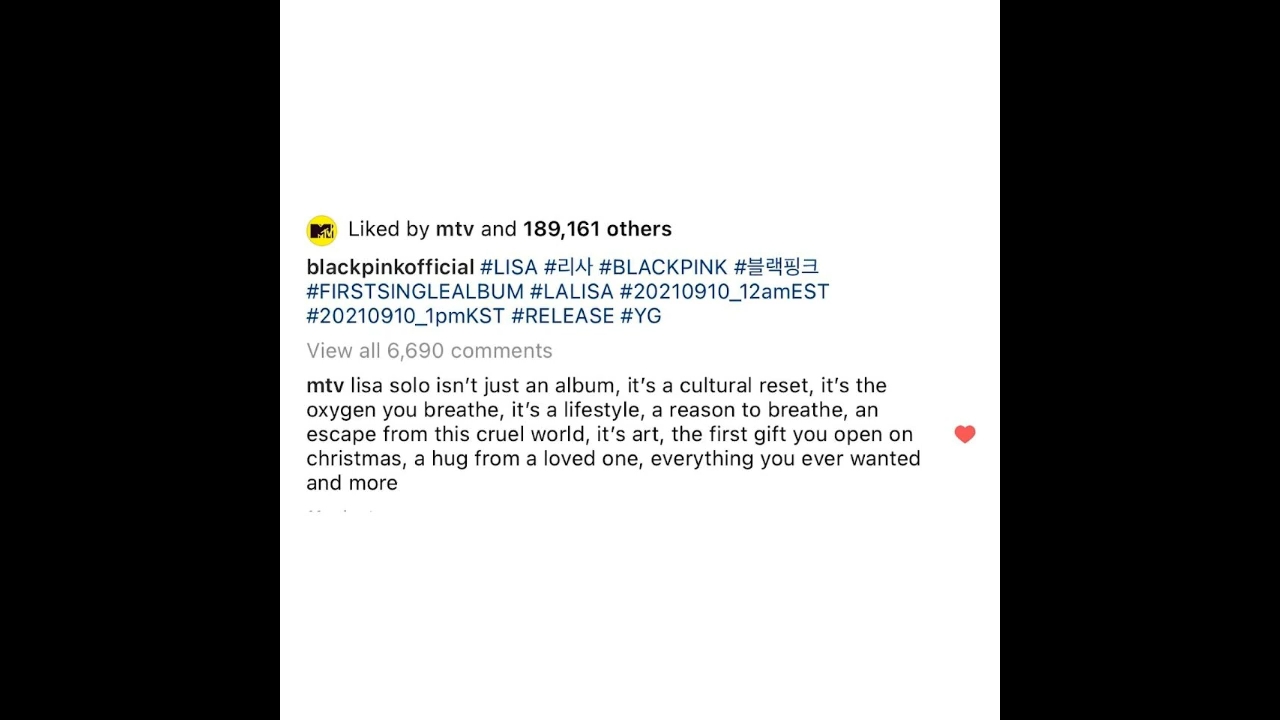 Liked by mtv and 189,161 others
blackpinkofficial #LISA #리사 #BLACKPINK #블랙핑크
#FIRSTSINGLEALBUM #LALISA #20210910_12amEST
#20210910_1pmKST #RELEASE #YG
View all 6,690 comments
mtv lisa solo isn’t just an album, it’s a cultural reset, it’s the
oxygen you breathe, it’s a lifestyle, a reason to breathe, an
escape from this cruel world, it’s art, the first gift you open on
christmas, a hug from a loved one, everything you ever wanted
and more